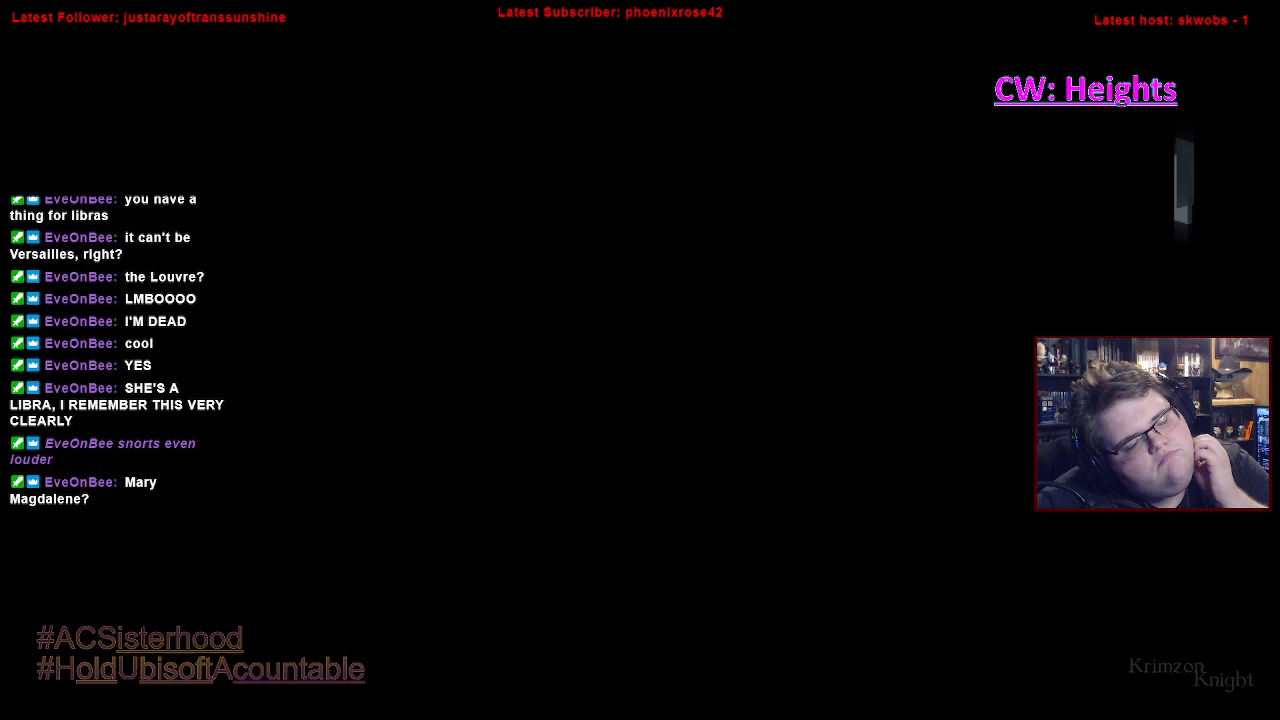 Latest Follower: justarayoftranssunshine
Latest Subscriber: phoenixrose42
Latest host: skwobs - 1
CW: Heights
EveOnBee: you have a
thing for libras
EveOnBee: it can't be
Versailles, right?
EveOnBee: the Louvre?
EveOnBee: LMBOOOO
EveOnBee: I'M DEAD
EveOnBee: cool
EveOnBee: YES
EveOnBee: SHE'S A
LIBRA, I REMEMBER THIS VERY
CLEARLY
EveOnBee snorts even
louder
EveOnBee: Mary
Magdalene?
#ACSisterhood
#HoldUbisoftAcountable
Krimzon
Knight